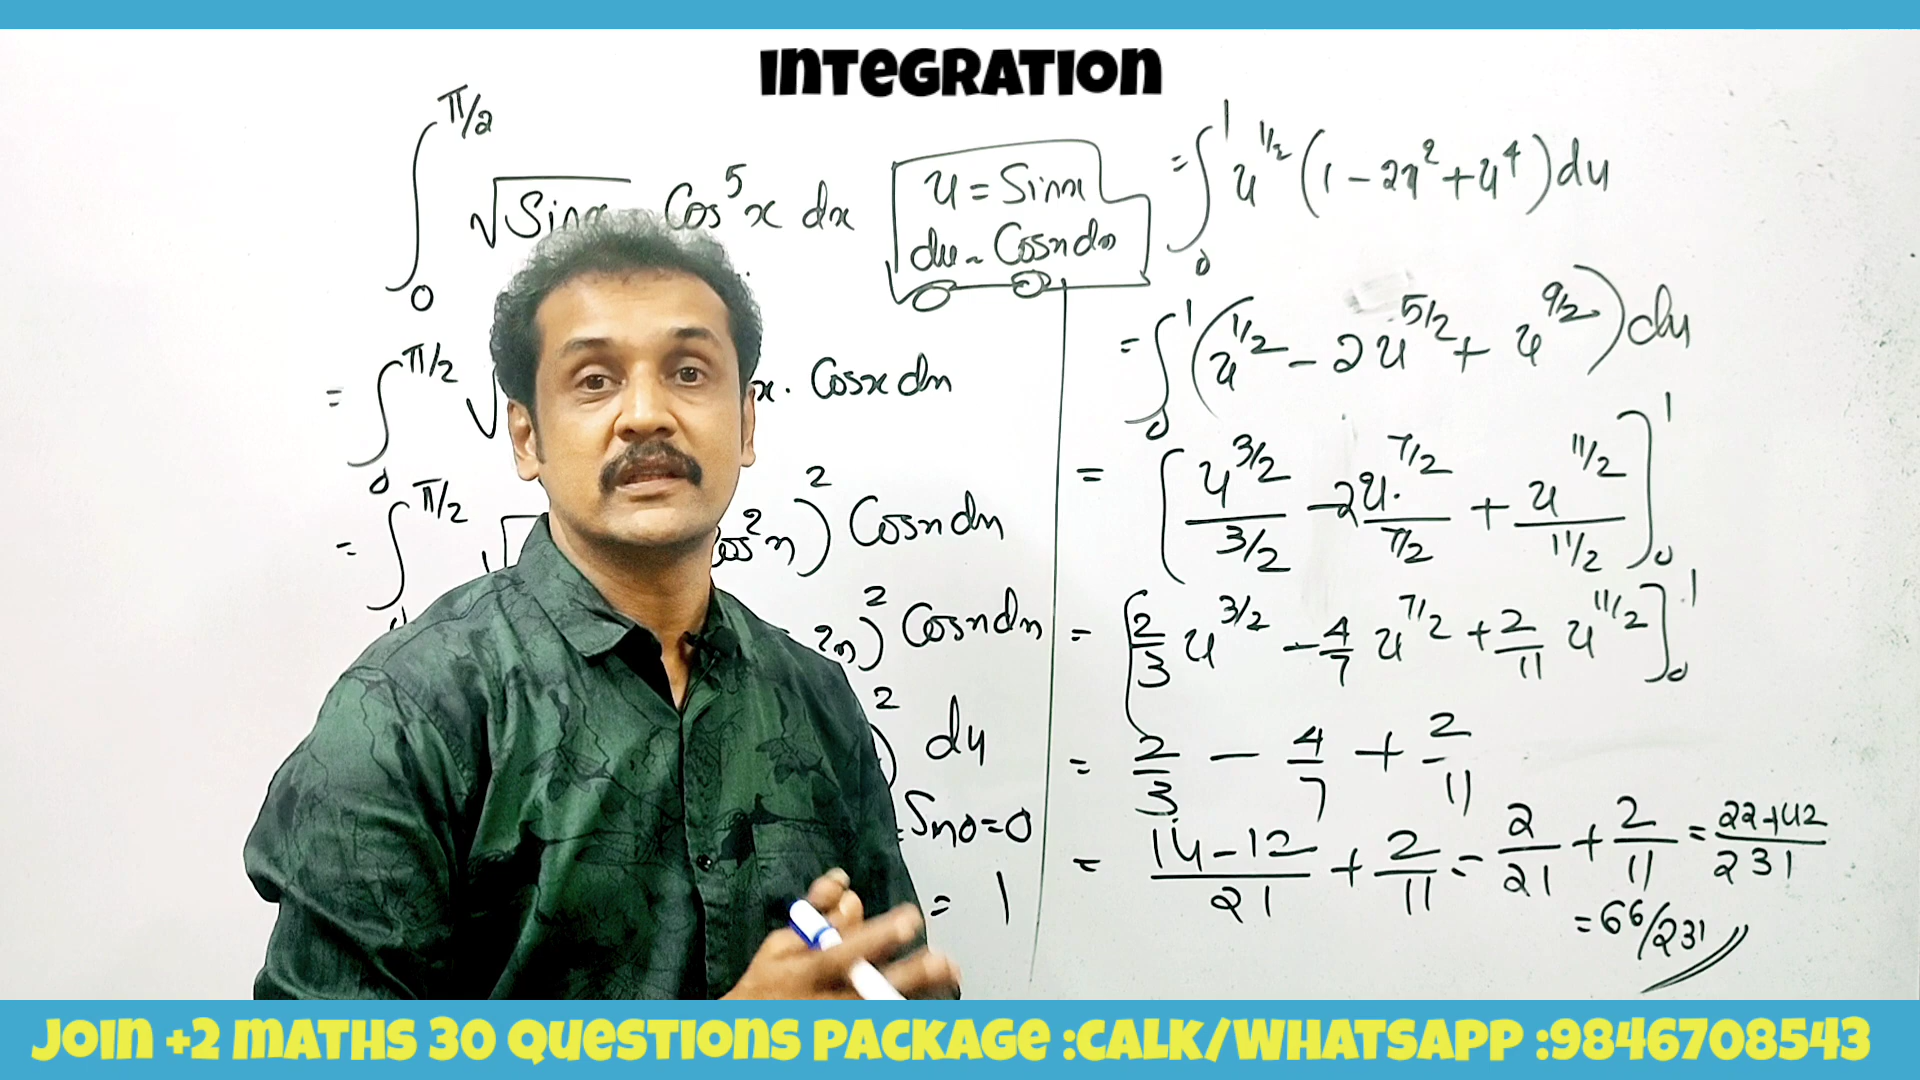 INTEGRATION
∫₀^π/2 √Sinx Cos⁵x dx
u = Sinx
du = Cosx dx
= ∫₀^π/2 √ x. Cosx dx
= ∫₀^π/2 √ Cos²x)² Cosx dx
²x)² Cosx dx
)² du
= Sin0=0
= 1
= ∫₀¹ u^1/2 (1 - 2u² + u⁴) du
= ∫₀¹ (u^1/2 - 2u^5/2 + u^9/2) du
= [u^3/2 / 3/2 - 2u^7/2 / 7/2 + u^11/2 / 11/2]₀¹
= [2/3 u^3/2 - 4/7 u^7/2 + 2/11 u^11/2]₀¹
= 2/3 - 4/7 + 2/11
= 14-12/21 + 2/11 = 2/21 + 2/11 = 22+42/231
= 66/231
JOIN +2 MATHS 30 QUESTIONS PACKAGE :CALK/WHATSAPP :9846708543